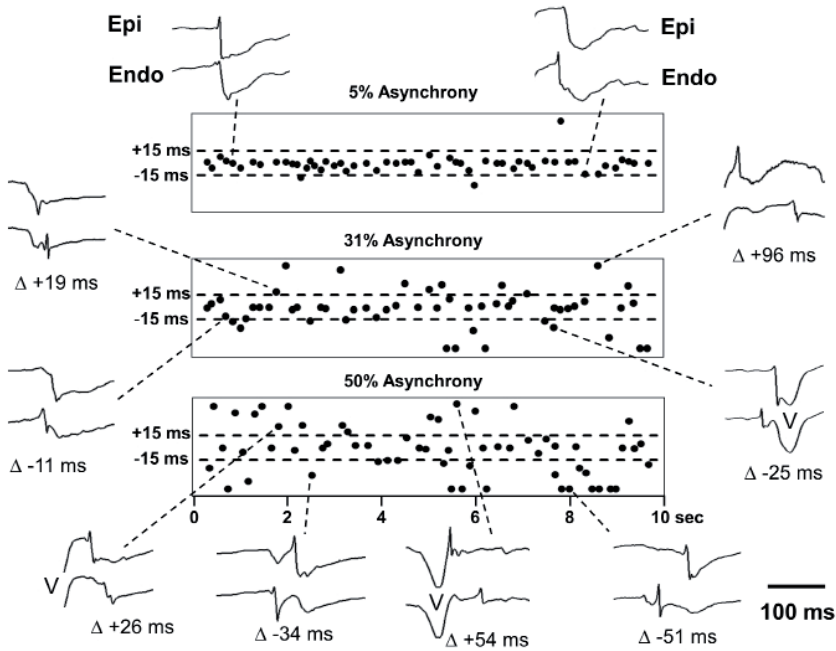 Epi
Endo
Epi
Endo
5% Asynchrony
+15 ms
-15 ms
31% Asynchrony
Δ +19 ms
Δ +96 ms
+15 ms
-15 ms
50% Asynchrony
+15 ms
-15 ms
Δ -11 ms
V
Δ -25 ms
0 2 4 6 8 10 sec
V
Δ +26 ms
Δ -34 ms
V
Δ +54 ms
Δ -51 ms
100 ms